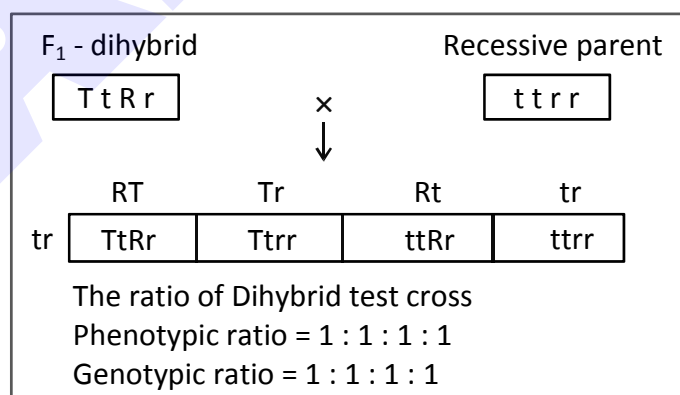 F₁ - dihybrid Recessive parent
T t R r × t t r r
RT Tr Rt tr
tr TtRr Ttrr ttRr ttrr
The ratio of Dihybrid test cross
Phenotypic ratio = 1 : 1 : 1 : 1
Genotypic ratio = 1 : 1 : 1 : 1